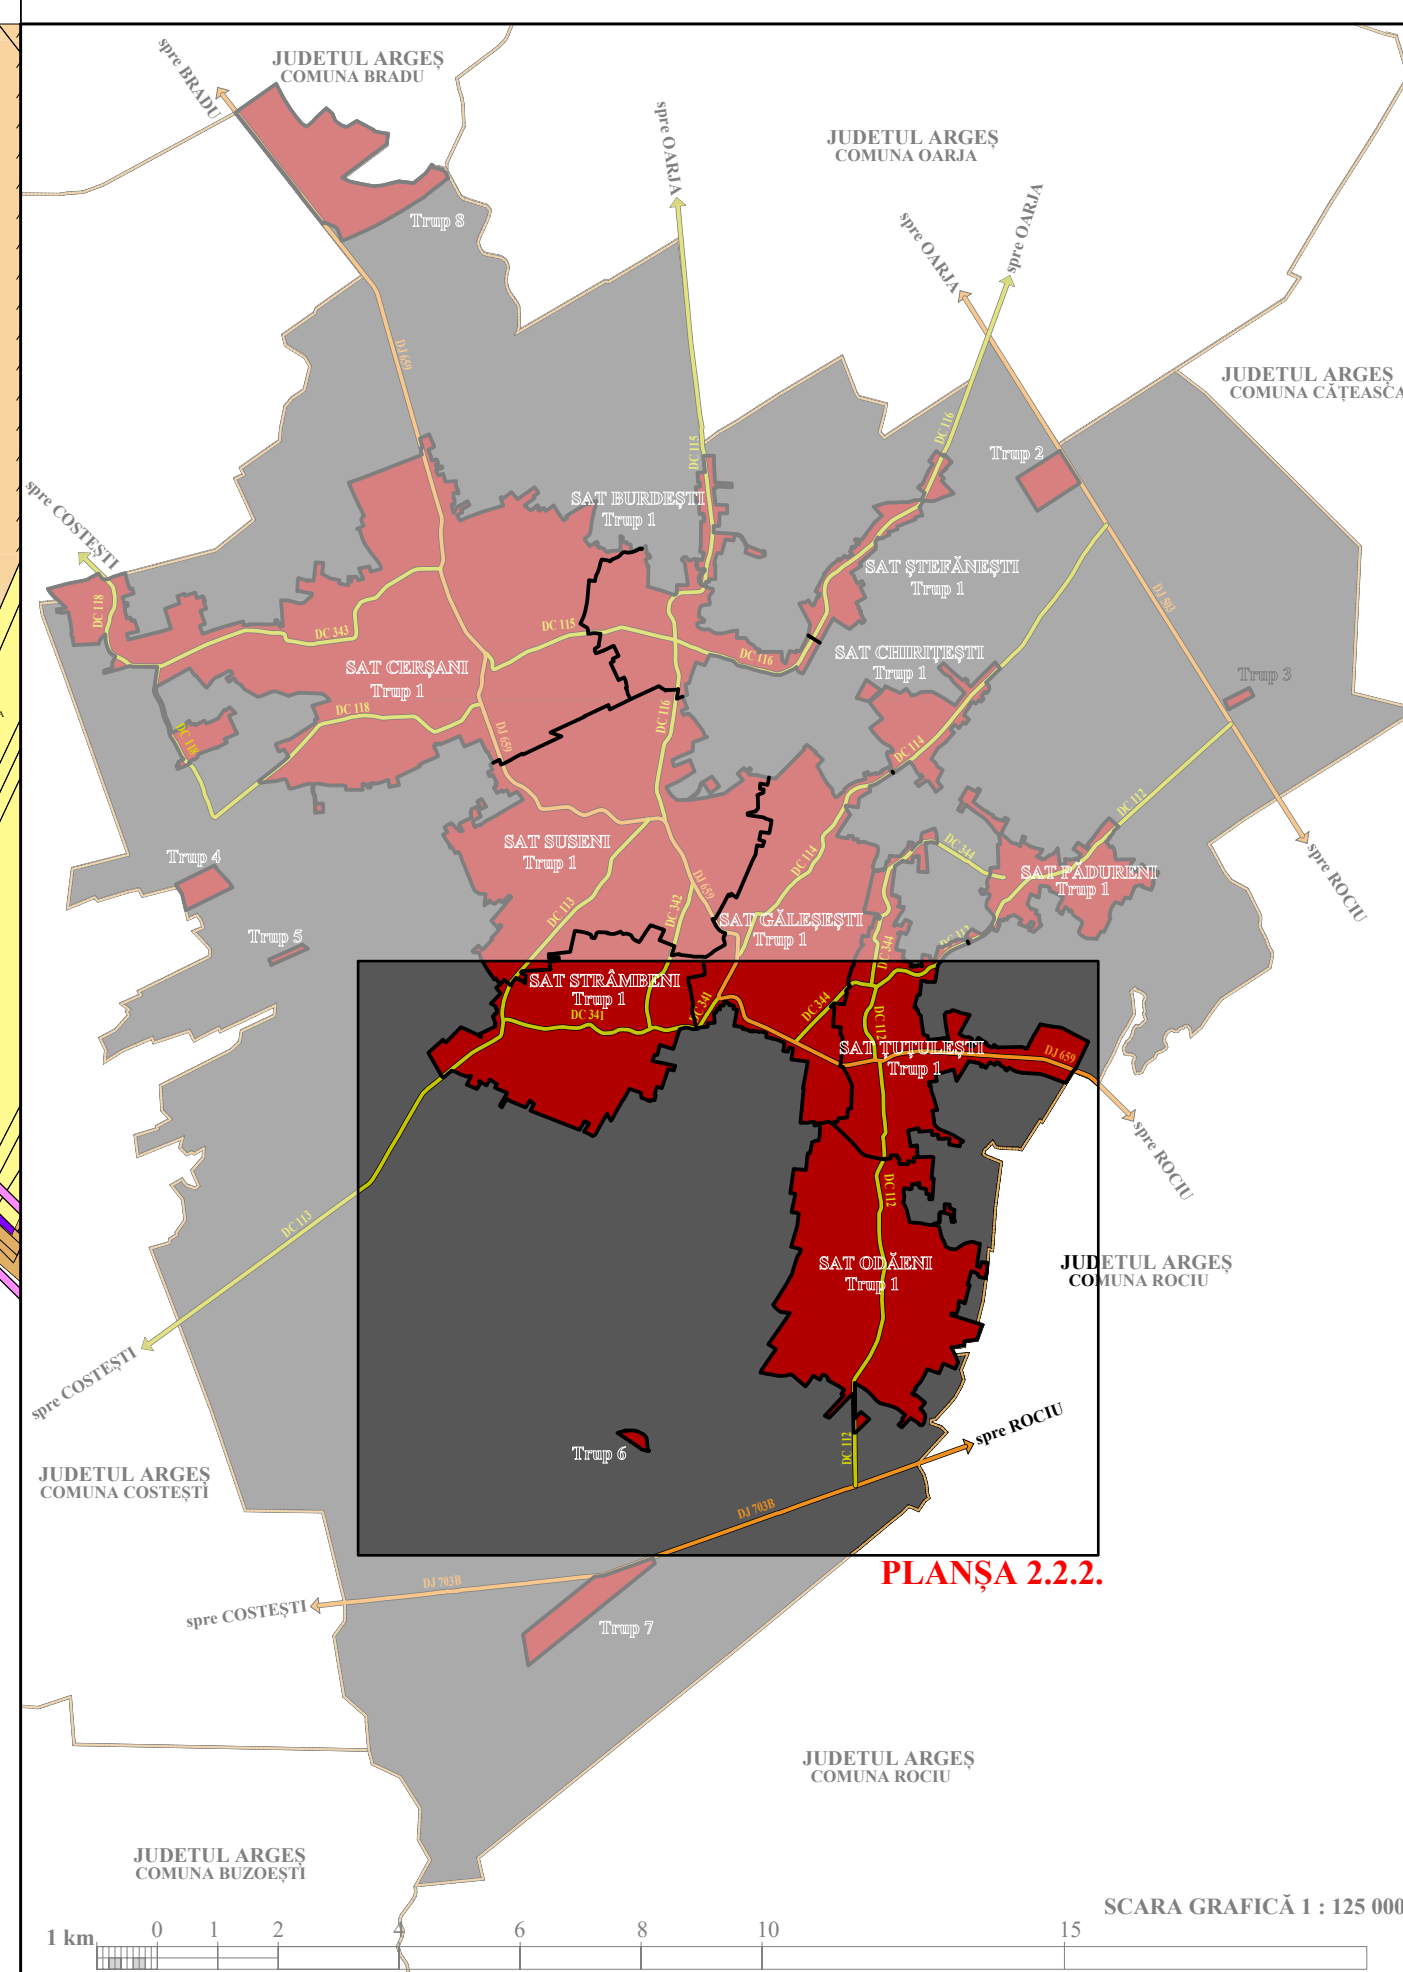 JUDETUL ARGEȘ
COMUNA BRADU
spre BRADU
spre OARJA
JUDETUL ARGEȘ
COMUNA OARJA
spre OARJA
spre OARJA
Trup 8
DJ 659
JUDETUL ARGEȘ
COMUNA CĂȚEASCA
DC 115
DC 116
Trup 2
spre COSTEȘTI
SAT BURDEȘTI
Trup 1
SAT ȘTEFĂNEȘTI
Trup 1
DJ 503
DC 118
DC 343
DC 115
DC 116
SAT CERȘANI
Trup 1
SAT CHIRIȚEȘTI
Trup 1
Trup 3
DC 118
DC 118
DJ 659
DC 116
DC 114
DC 112
SAT SUSENI
Trup 1
DC 114
DC 344
Trup 4
DJ 659
SAT PĂDURENI
Trup 1
spre ROCIU
DC 113
DC 342
SAT GĂLEȘEȘTI
Trup 1
Trup 5
DC 344
DC 112
SAT STRÂMBENI
Trup 1
DC 341
DC 341
DC 344
DC 112
SAT ȚUȚULEȘTI
Trup 1
DJ 659
spre ROCIU
DC 112
DC 113
SAT ODĂENI
Trup 1
JUDETUL ARGEȘ
COMUNA ROCIU
spre COSTEȘTI
Trup 6
DC 112
spre ROCIU
JUDETUL ARGEȘ
COMUNA COSTEȘTI
DJ 703B
PLANȘA 2.2.2.
DJ 703B
spre COSTEȘTI
Trup 7
JUDETUL ARGEȘ
COMUNA ROCIU
JUDETUL ARGEȘ
COMUNA BUZOEȘTI
SCARA GRAFICĂ 1 : 125 000
1 km 0 1 2 4 6 8 10 15